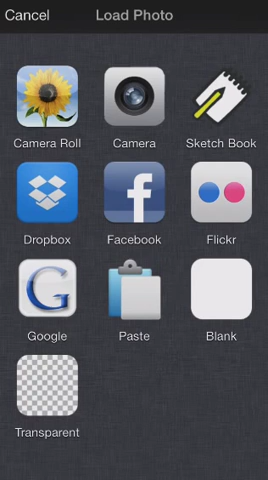 Cancel Load Photo
Camera Roll Camera Sketch Book
Dropbox Facebook Flickr
Google Paste Blank
Transparent